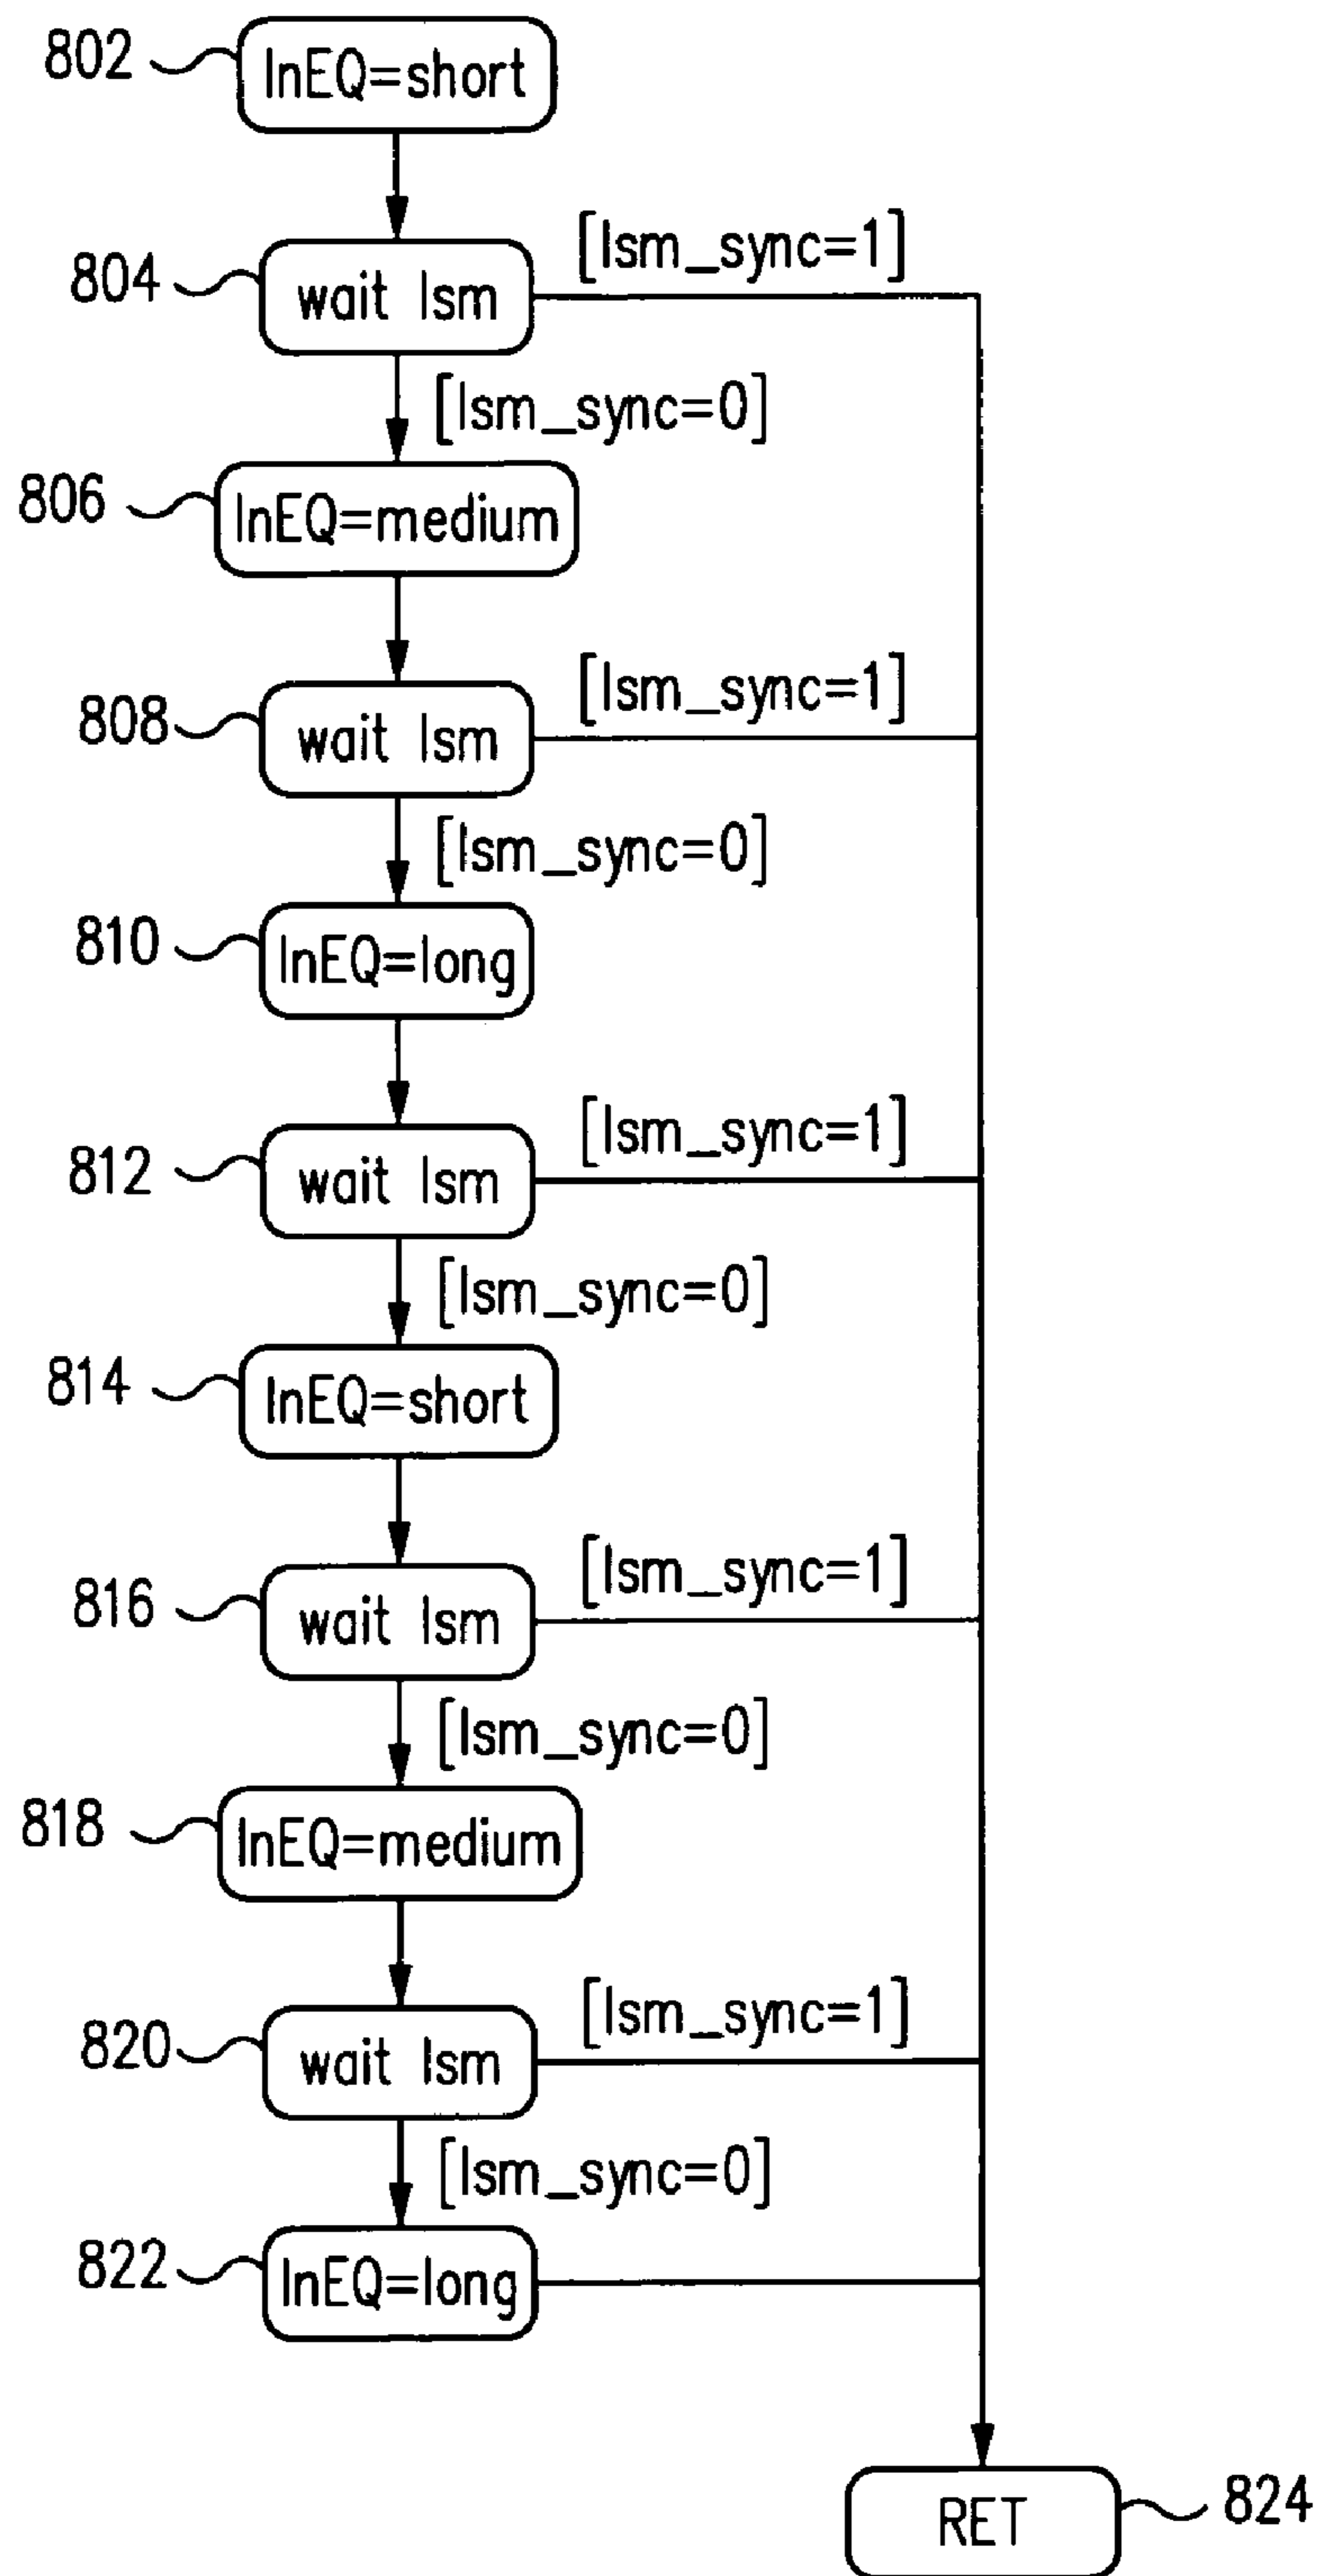 802
lnEQ=short
804
wait lsm
[lsm_sync=1]
[lsm_sync=0]
806
lnEQ=medium
808
wait lsm
[lsm_sync=1]
[lsm_sync=0]
810
lnEQ=long
812
wait lsm
[lsm_sync=1]
[lsm_sync=0]
814
lnEQ=short
816
wait lsm
[lsm_sync=1]
[lsm_sync=0]
818
lnEQ=medium
820
wait lsm
[lsm_sync=1]
[lsm_sync=0]
822
lnEQ=long
RET
824